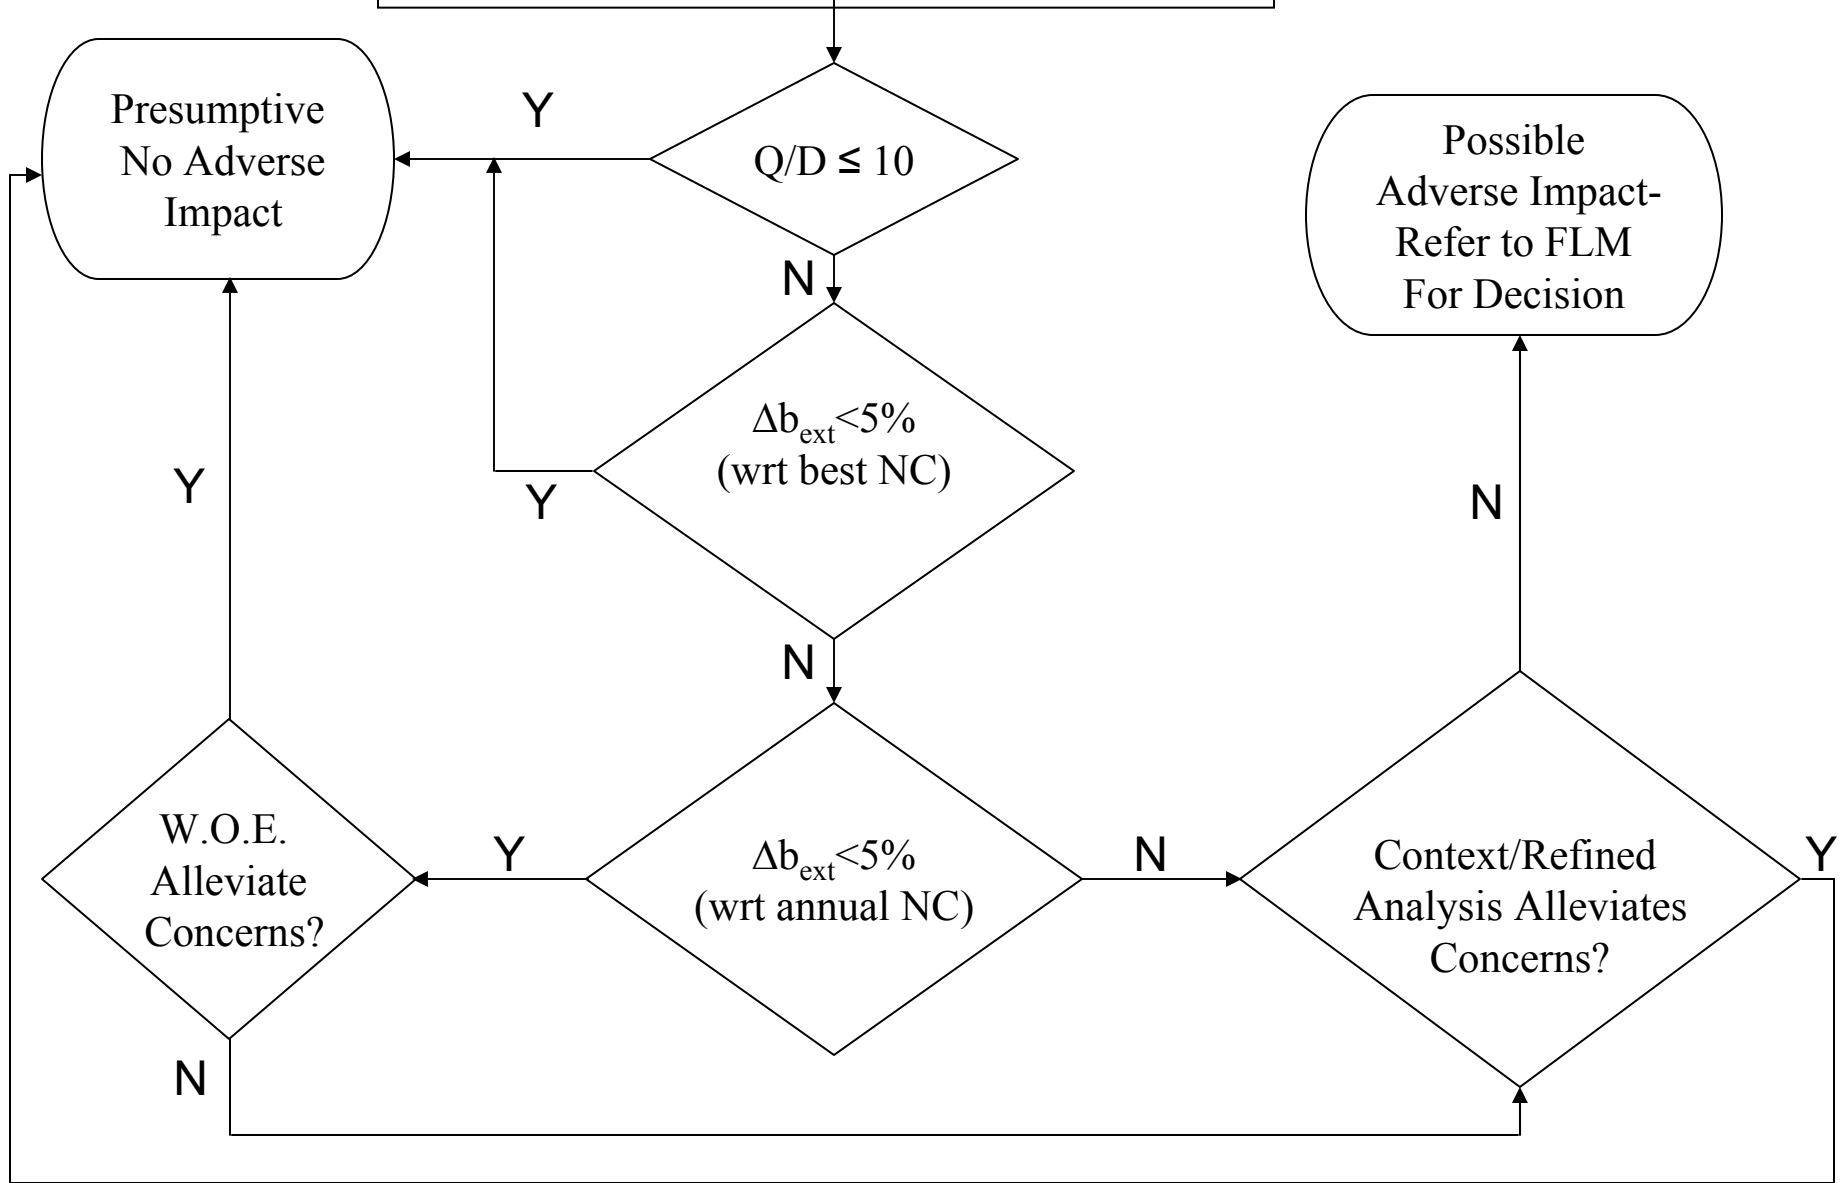 Presumptive
No Adverse
Impact
Y
Q/D ≤ 10
Possible
Adverse Impact-
Refer to FLM
For Decision
N
Δbext<5%
(wrt best NC)
Y
Y
N
N
W.O.E.
Alleviate
Concerns?
Y
Δbext<5%
(wrt annual NC)
N
Context/Refined
Analysis Alleviates
Concerns?
Y
N